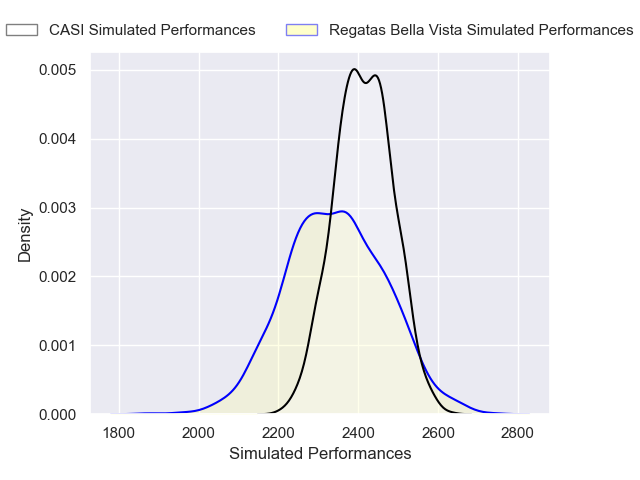 CASI Simulated Performances Regatas Bella Vista Simulated Performances
0.005
0.004
0.003
0.002
0.001
0.000
Density
1800 2000 2200 2400 2600 2800
Simulated Performances